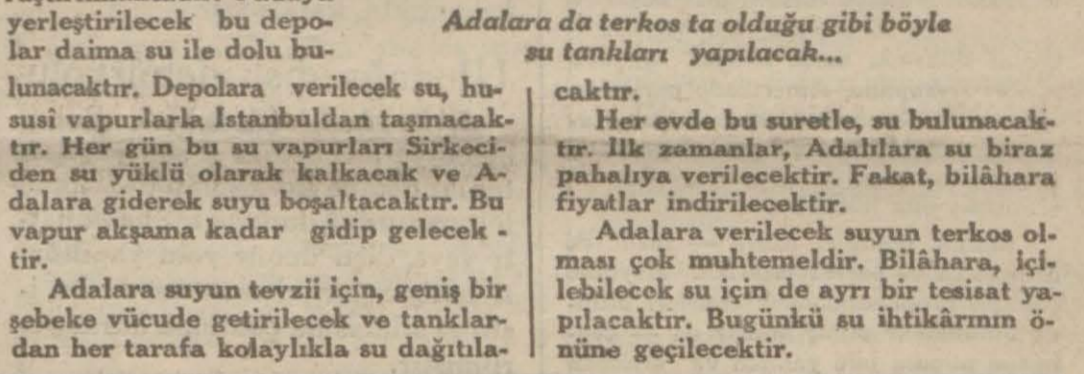 yerleştirilecek bu depo-
lar daima su ile dolu bu-
lunacaktır. Depolara verilecek su, hu-
susî vapurlarla İstanbuldan taşınacak-
tır. Her gün bu su vapurları Sirkeci-
den su yüklü olarak kalkacak ve A-
dalara giderek suyu boşaltacaktır. Bu
vapur akşama kadar gidip gelecek -
tir.
Adalara suyun tevzii için, geniş bir
şebeke vücude getirilecek ve tanklar-
dan her tarafa kolaylıkla su dağıtıla-
Adalara da terkos ta olduğu gibi böyle
su tankları yapılacak...
caktır.
Her evde bu suretle, su bulunacak-
tır. İlk zamanlar, Adalılara su biraz
pahalıya verilecektir. Fakat, bilâhara
fiyatlar indirilecektir.
Adalara verilecek suyun terkos ol-
ması çok muhtemeldir. Bilâhara, içi-
lebilecek su için de ayrı bir tesisat ya-
pılacaktır. Bugünkü su ihtikârının ö-
nüne geçilecektir.